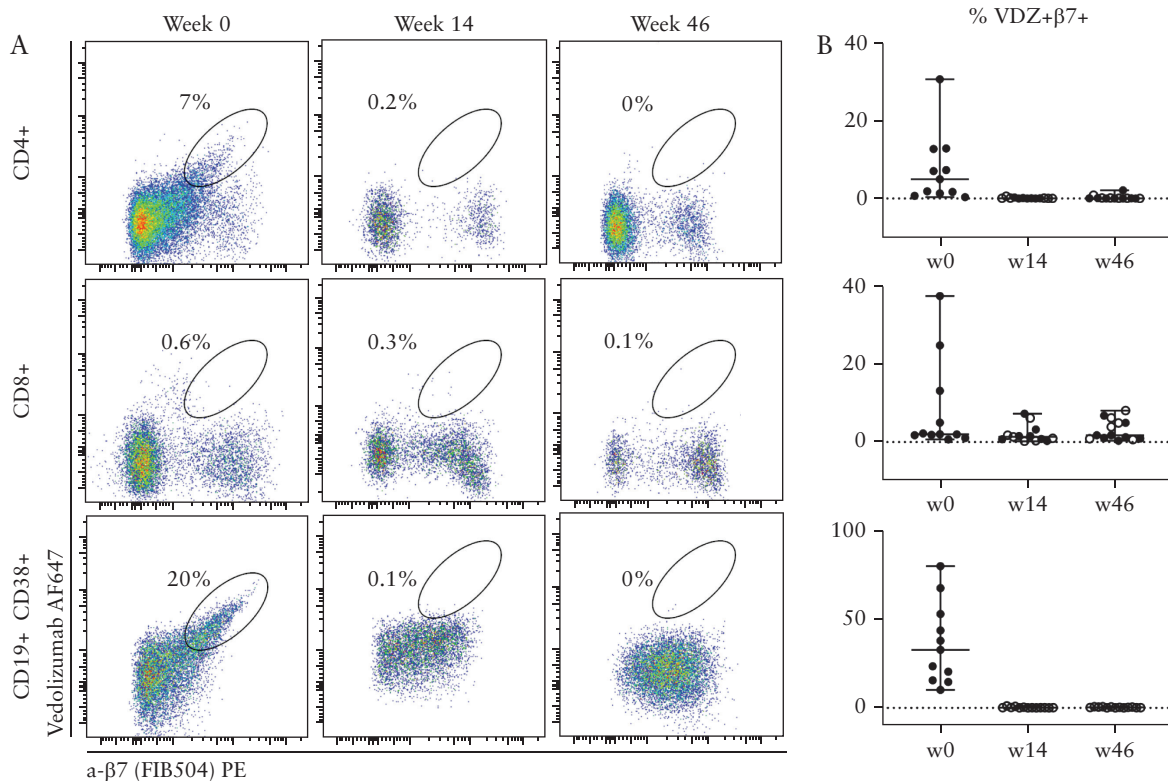 A
Week 0
Week 14
Week 46
CD4+
7%
0.2%
0%
CD8+
0.6%
0.3%
0.1%
CD19+ CD38+
Vedolizumab AF647
20%
0.1%
0%
a-β7 (FIB504) PE
B
% VDZ+β7+
40
20
0
w0 w14 w46
40
20
0
w0 w14 w46
100
50
0
w0 w14 w46